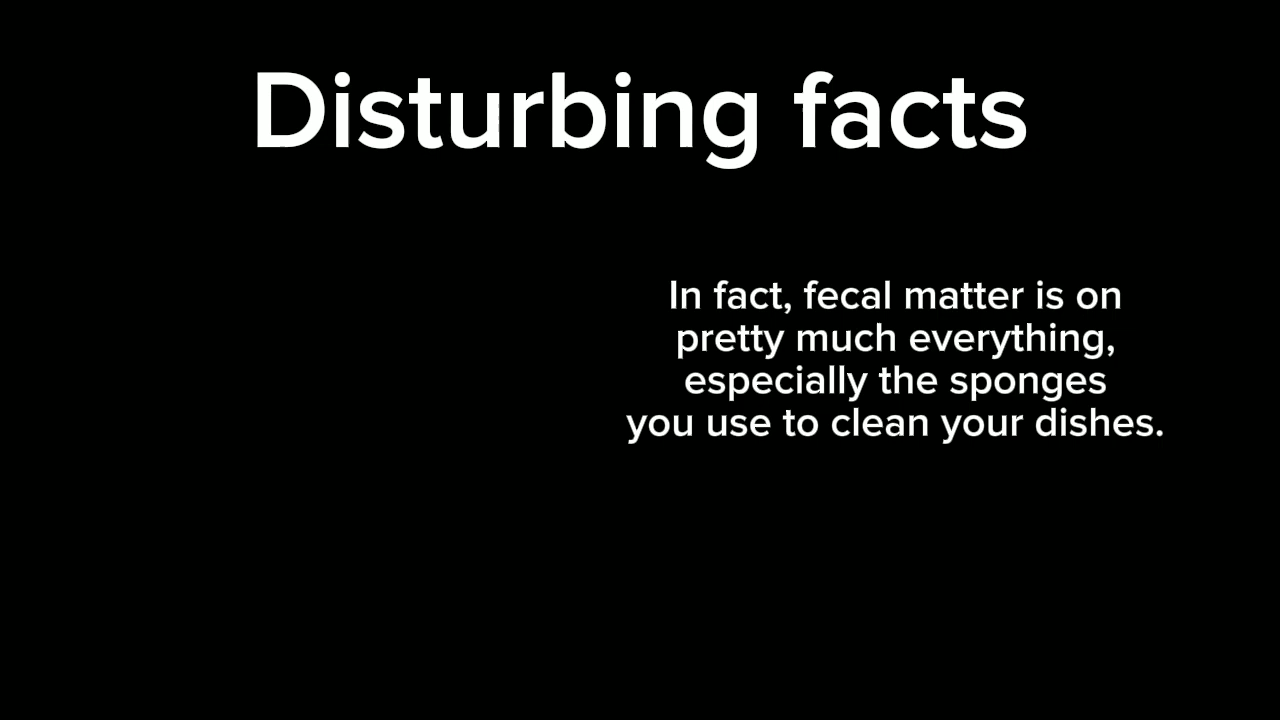 Disturbing facts
In fact, fecal matter is on
pretty much everything,
especially the sponges
you use to clean your dishes.